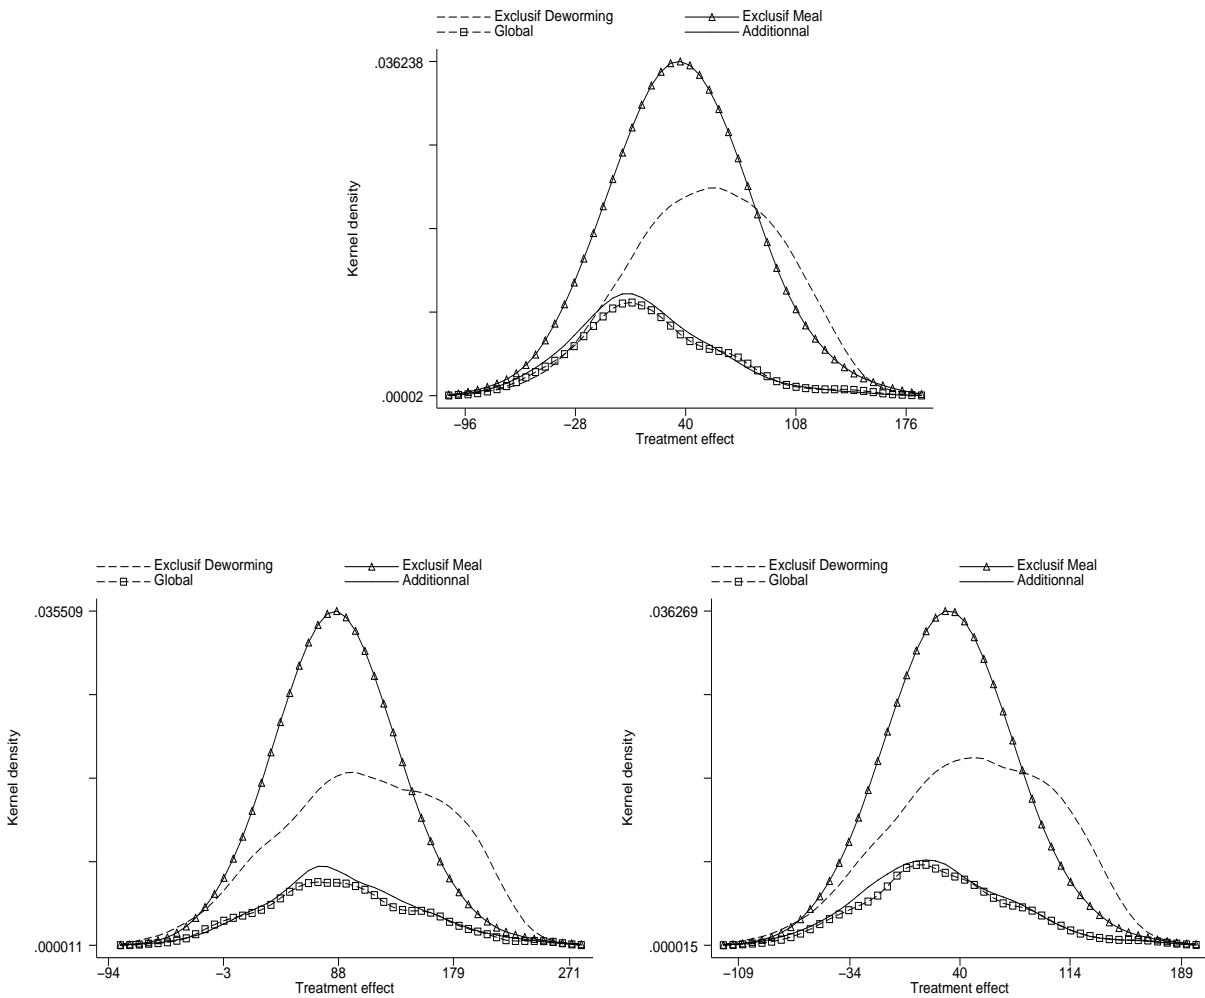 Exclusif Deworming Exclusif Meal
Global Additionnal
.036238
Kernel density
.00002
−96 −28 40 108 176
Treatment effect
Exclusif Deworming Exclusif Meal
Global Additionnal
.035509
Kernel density
.000011
−94 −3 88 179 271
Treatment effect
Exclusif Deworming Exclusif Meal
Global Additionnal
.036269
Kernel density
.000015
−109 −34 40 114 189
Treatment effect